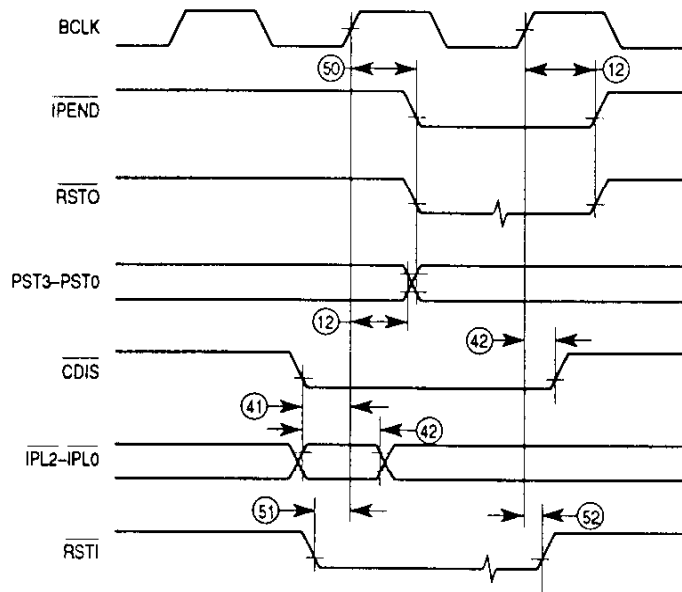 BCLK
50
12
IPEND
RSTO
PST3-PST0
12
42
CDIS
41
42
IPL2-IPL0
51
52
RSTI